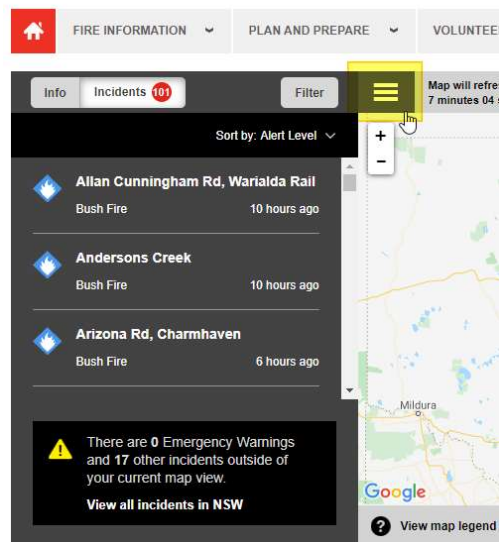 FIRE INFORMATION
PLAN AND PREPARE
Info
Incidents 101
Filter
Map will
7 minutes 04
Sort by: Alert Level
+
-
Allan Cunningham Rd, Warialda Rail
Bush Fire
10 hours ago
Andersons Creek
Bush Fire
10 hours ago
Arizona Rd, Charmhaven
Bush Fire
6 hours ago
Mildura
There are 0 Emergency Warnings
and 17 other incidents outside of
your current map view.
View all incidents in NSW
Google
? View map legend